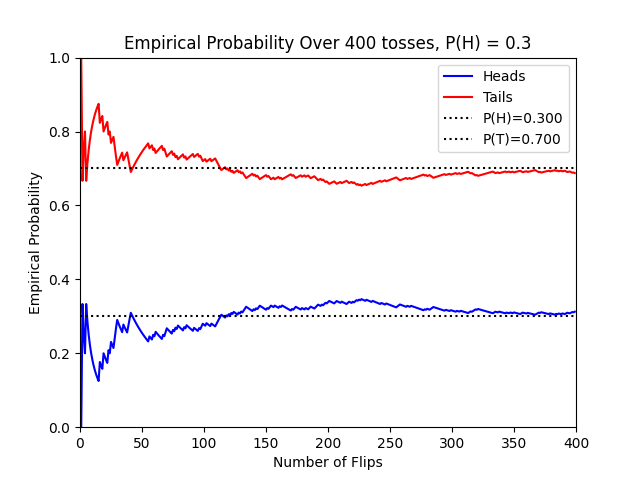 Empirical Probability Over 400 tosses, P(H) = 0.3
1.0
0.8
0.6
0.4
0.2
0.0
Empirical Probability
Heads
Tails
P(H)=0.300
P(T)=0.700
0 50 100 150 200 250 300 350 400
Number of Flips